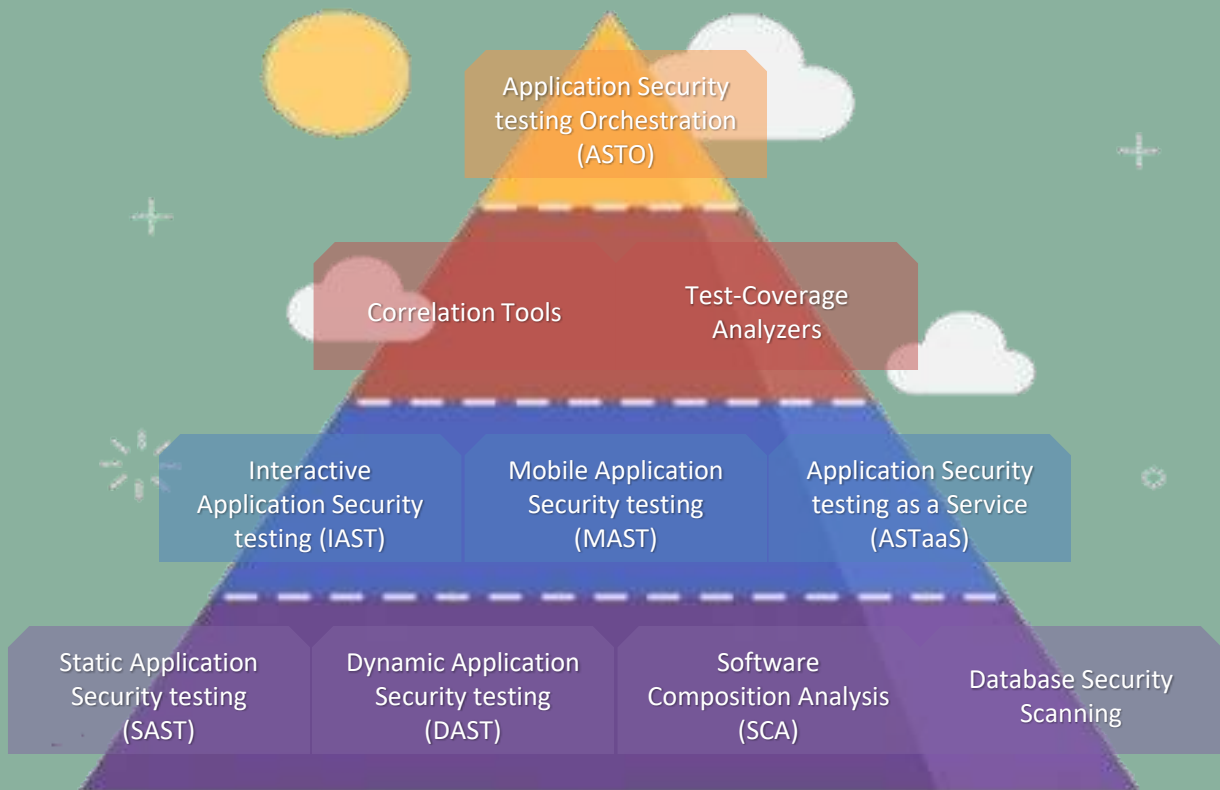 Application Security
testing Orchestration
(ASTO)
Correlation Tools
Test-Coverage
Analyzers
Interactive
Application Security
testing (IAST)
Mobile Application
Security testing
(MAST)
Application Security
testing as a Service
(ASTaaS)
Static Application
Security testing
(SAST)
Dynamic Application
Security testing
(DAST)
Software
Composition Analysis
(SCA)
Database Security
Scanning